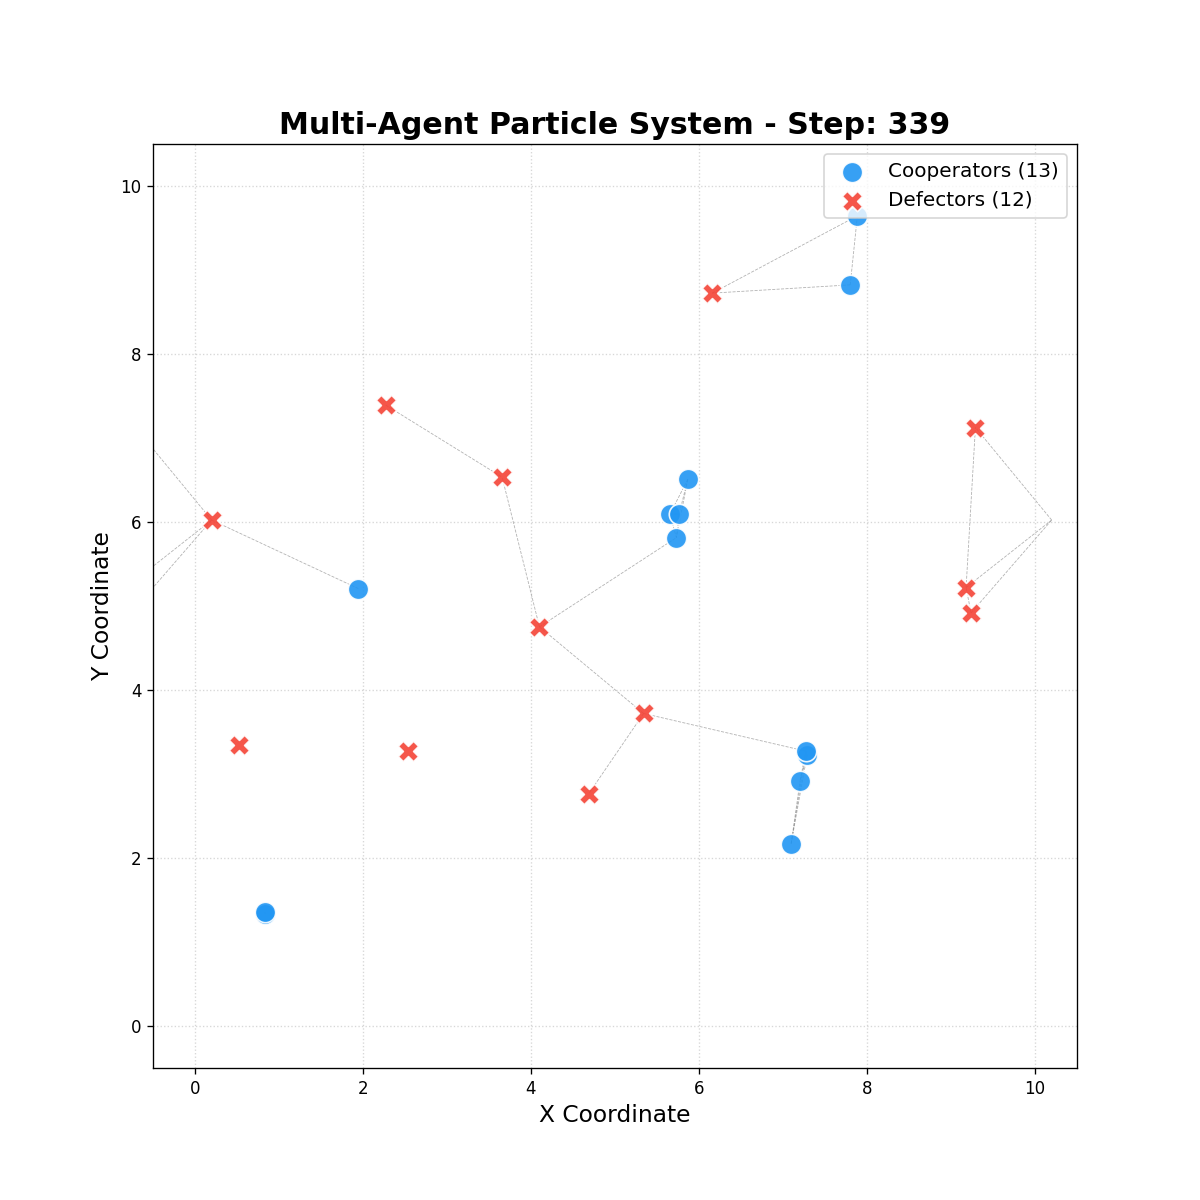 Multi-Agent Particle System - Step: 339
Cooperators (13)
Defectors (12)
10
8
6
4
2
0
Y Coordinate
0 2 4 6 8 10
X Coordinate